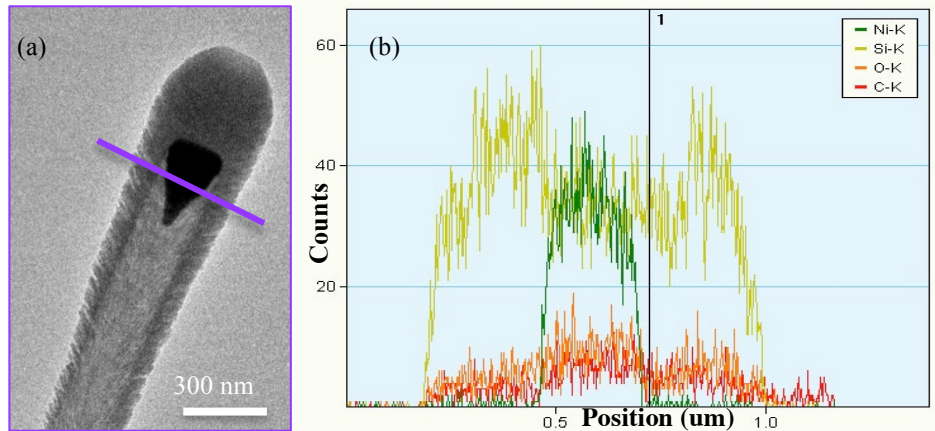 (a)
300 nm
(b)
1
60
40
20
Counts
Ni-K
Si-K
O-K
C-K
0.5
1.0
Position (um)